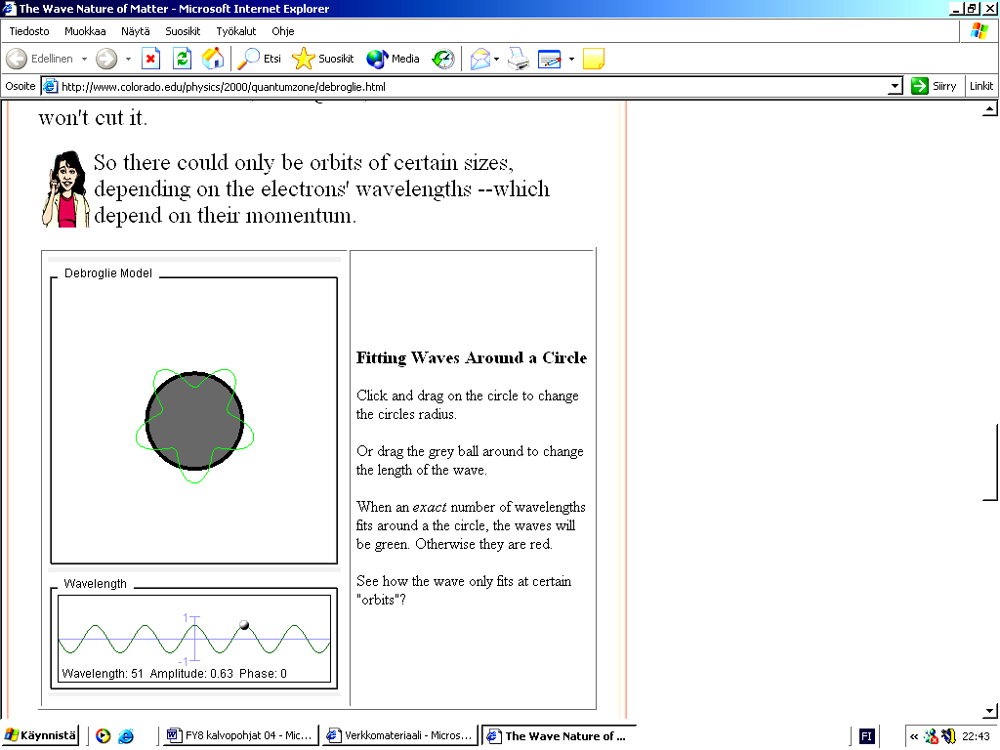 The Wave Nature of Matter - Microsoft Internet Explorer
Tiedosto Muokkaa Näytä Suosikit Työkalut Ohje
Edellinen Etsi Suosikit Media
Osoite http://www.colorado.edu/physics/2000/quantumzone/debroglie.html Siirry Linkit
won't cut it.
So there could only be orbits of certain sizes,
depending on the electrons' wavelengths --which
depend on their momentum.
Debroglie Model
Fitting Waves Around a Circle
Click and drag on the circle to change
the circles radius.
Or drag the grey ball around to change
the length of the wave.
When an exact number of wavelengths
fits around a the circle, the waves will
be green. Otherwise they are red.
See how the wave only fits at certain
"orbits"?
Wavelength
1
-1
Wavelength: 51 Amplitude: 0.63 Phase: 0
Käynnistä FY8 kalvopohjat 04 - Mic... Verkkomateriaali - Micros... The Wave Nature of ... FI « 22:43